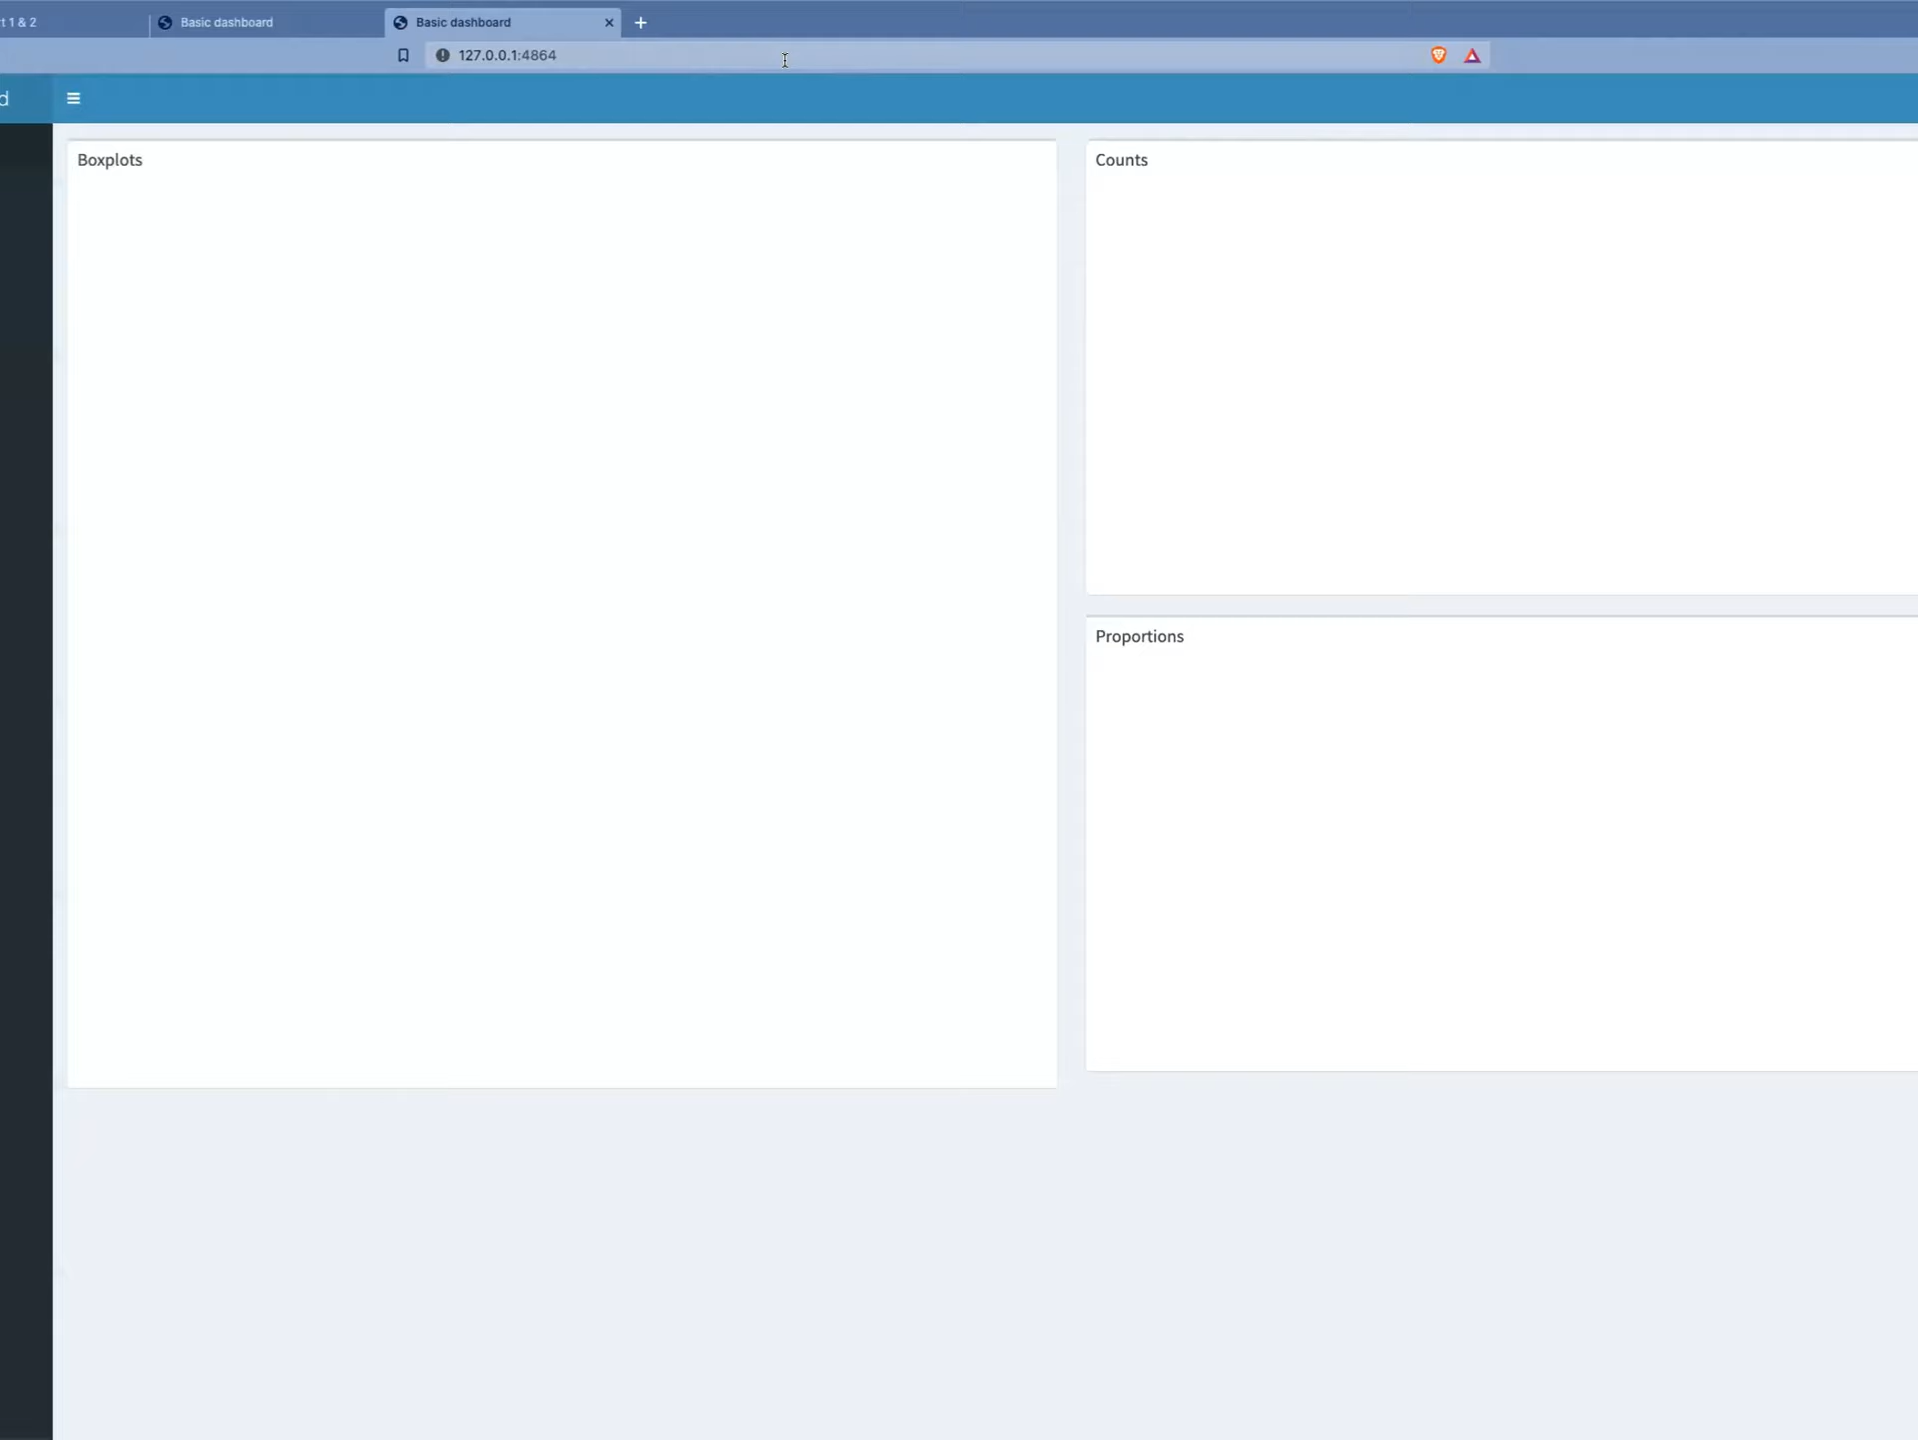 t 1 & 2
Basic dashboard
Basic dashboard
127.0.0.1:4864
d
Boxplots
Counts
Proportions